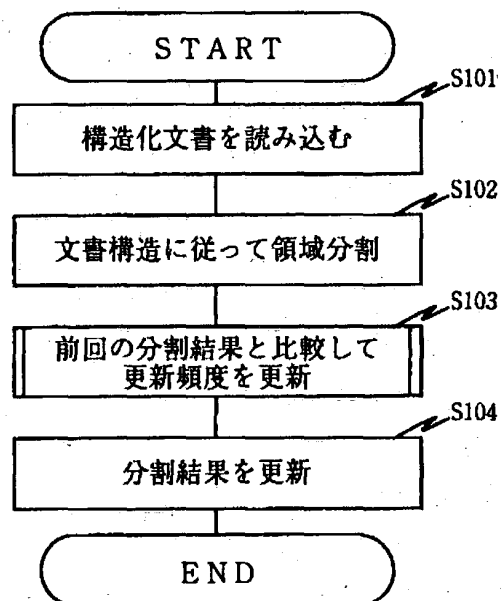 START
S101
構造化文書を読み込む
S102
文書構造に従って領域分割
S103
前回の分割結果と比較して
更新頻度を更新
S104
分割結果を更新
END